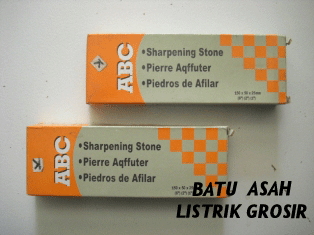 ABC
•Sharpening Stone
•Pierre Aqffuter
•Piedros de Afilar
ABC
•Sharpening Stone
•Pierre Aqffuter
•Piedros de Afilar
BATU ASAH
LISTRIK GROSIR